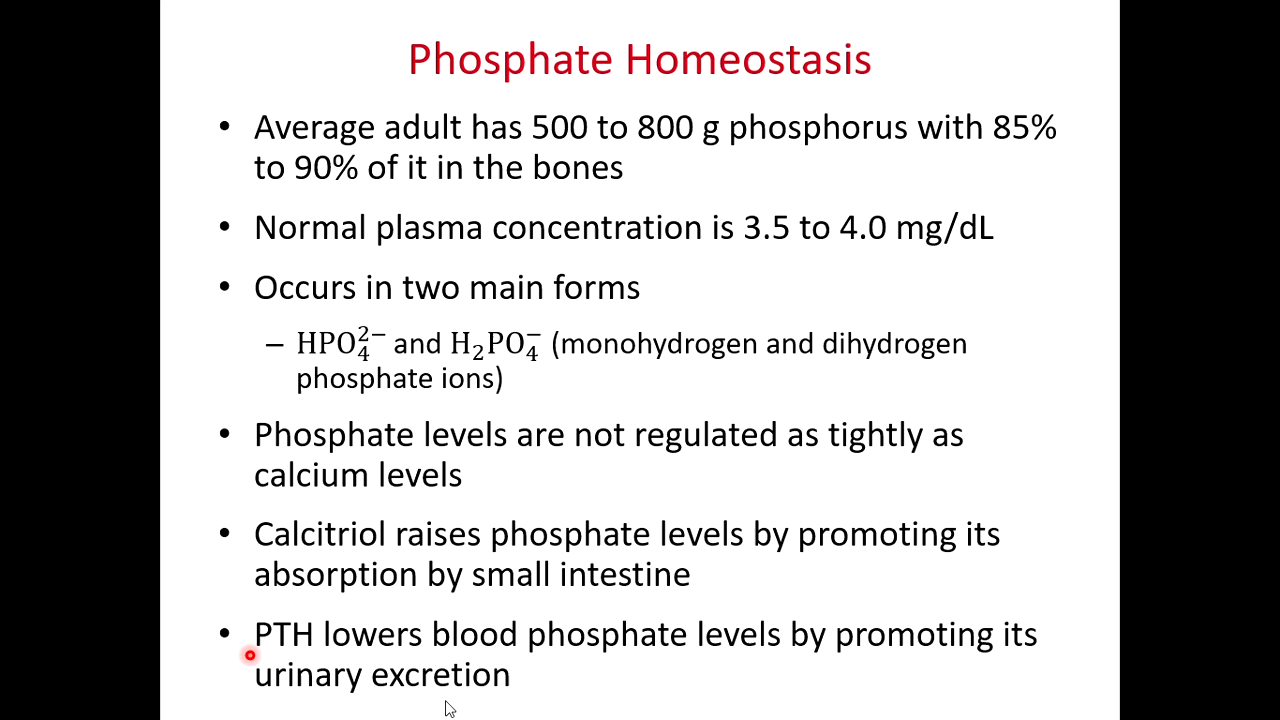 Phosphate Homeostasis
• Average adult has 500 to 800 g phosphorus with 85%
to 90% of it in the bones
• Normal plasma concentration is 3.5 to 4.0 mg/dL
• Occurs in two main forms
– HPO₄²⁻ and H₂PO₄⁻ (monohydrogen and dihydrogen
phosphate ions)
• Phosphate levels are not regulated as tightly as
calcium levels
• Calcitriol raises phosphate levels by promoting its
absorption by small intestine
• PTH lowers blood phosphate levels by promoting its
urinary excretion